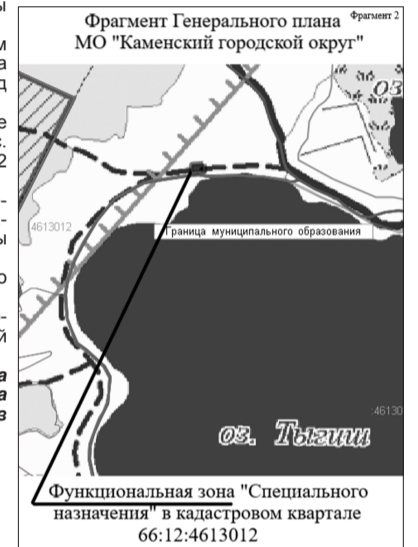 Фрагмент Генерального плана
Фрагмент 2
МО "Каменский городской округ"
оз
4613012
Граница муниципального образования
:46130
оз. Тыгиш
Функциональная зона "Специального
назначения" в кадастровом квартале
66:12:4613012